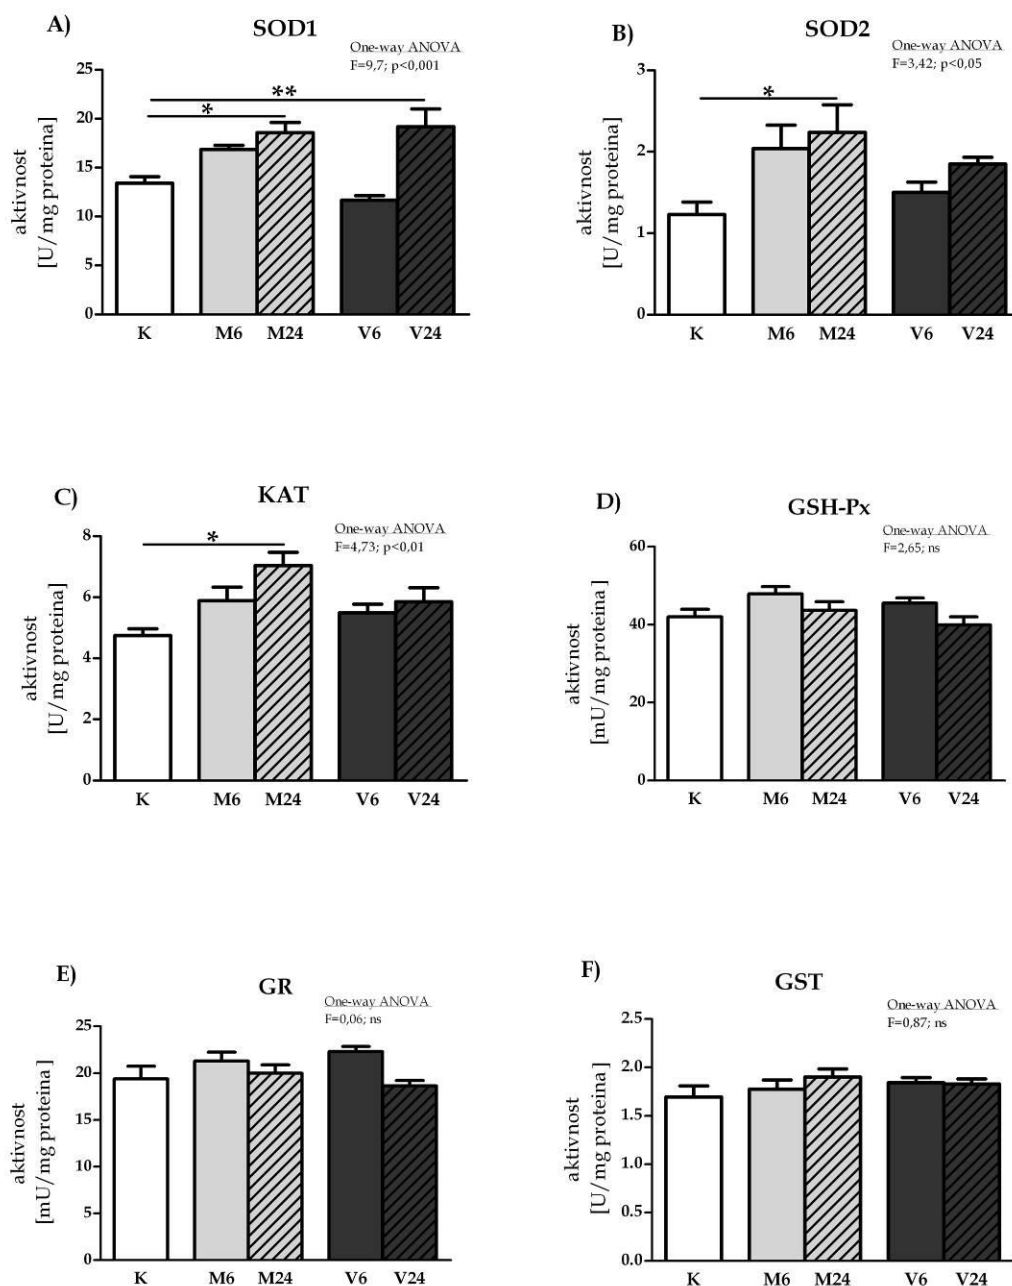 A)
SOD1
One-way ANOVA
F=9,7; p<0,001
aktivnost
[U/mg proteina]
25
20
15
10
5
0
**
*
K M6 M24 V6 V24
B)
SOD2
One-way ANOVA
F=3,42; p<0,05
aktivnost
[U/mg proteina]
3
2
1
0
*
K M6 M24 V6 V24
C)
KAT
One-way ANOVA
F=4,73; p<0,01
aktivnost
[U/mg proteina]
8
6
4
2
0
*
K M6 M24 V6 V24
D)
GSH-Px
One-way ANOVA
F=2,65; ns
aktivnost
[mU/mg proteina]
60
40
20
0
K M6 M24 V6 V24
E)
GR
One-way ANOVA
F=0,06; ns
aktivnost
[mU/mg proteina]
25
20
15
10
5
0
K M6 M24 V6 V24
F)
GST
One-way ANOVA
F=0,87; ns
aktivnost
[U/mg proteina]
2.5
2.0
1.5
1.0
0.5
0.0
K M6 M24 V6 V24